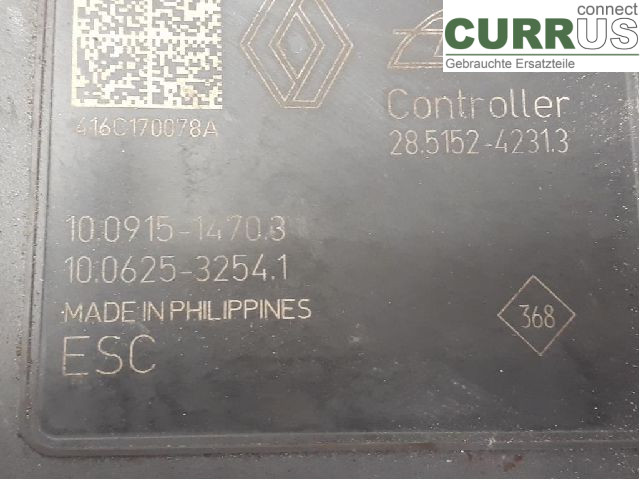 connect
CURRUS
Gebrauchte Ersatzteile
416C170078A
Controller
28.5152-4231.3
10.0915-1470.3
10.0625-3254.1
MADE IN PHILIPPINES
368
ESC